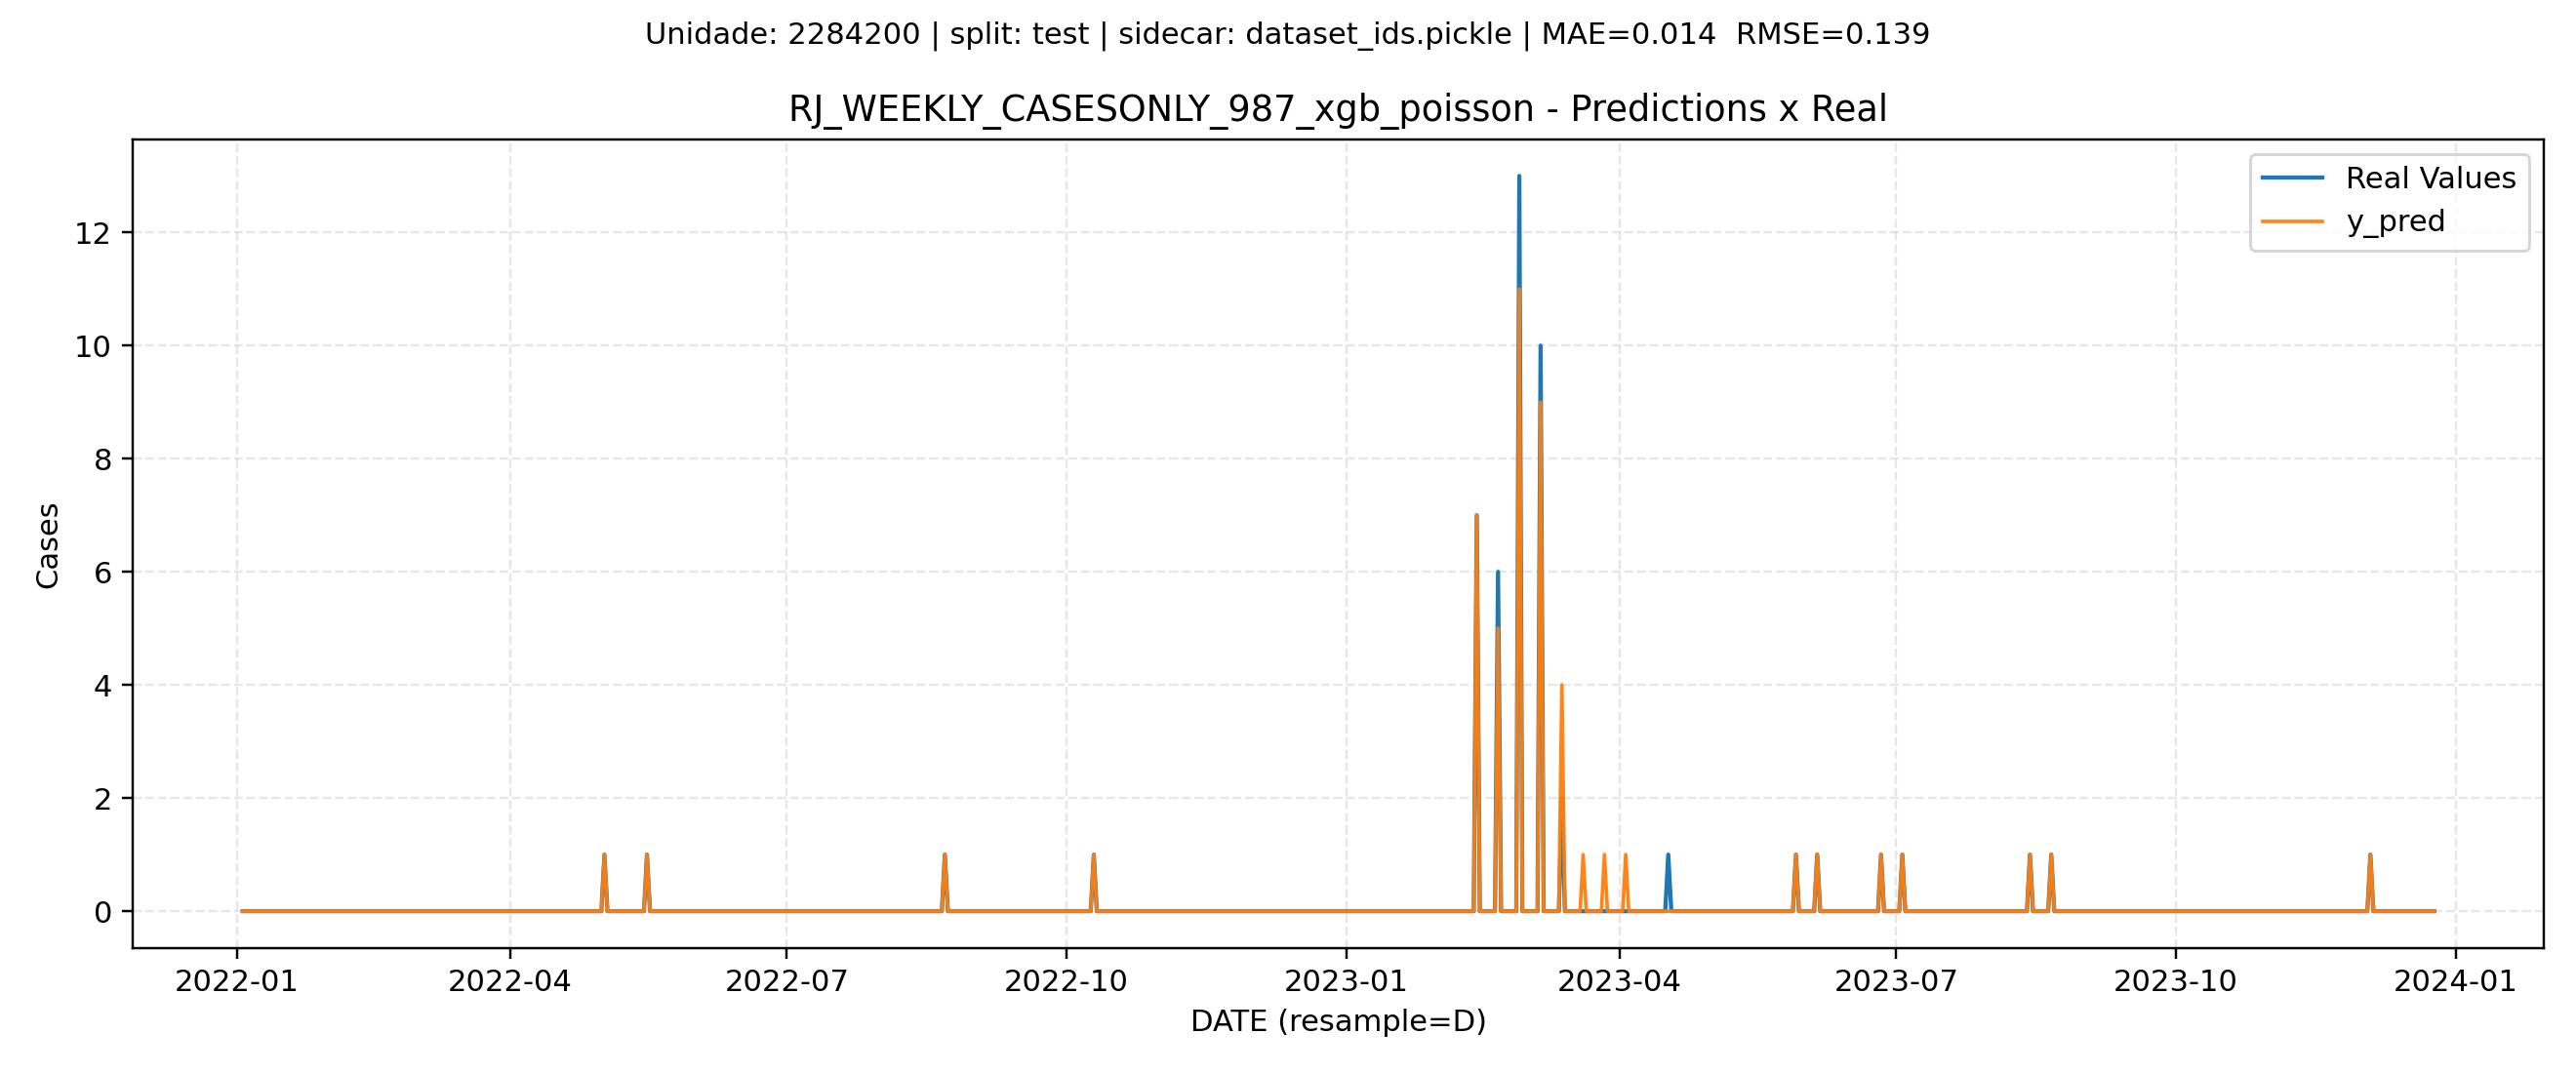 Unidade: 2284200 | split: test | sidecar: dataset_ids.pickle | MAE=0.014  RMSE=0.139
RJ_WEEKLY_CASESONLY_987_xgb_poisson - Predictions x Real
Real Values
y_pred
12
10
8
6
4
2
0
Cases
2022-01
2022-04
2022-07
2022-10
2023-01
2023-04
2023-07
2023-10
2024-01
DATE (resample=D)